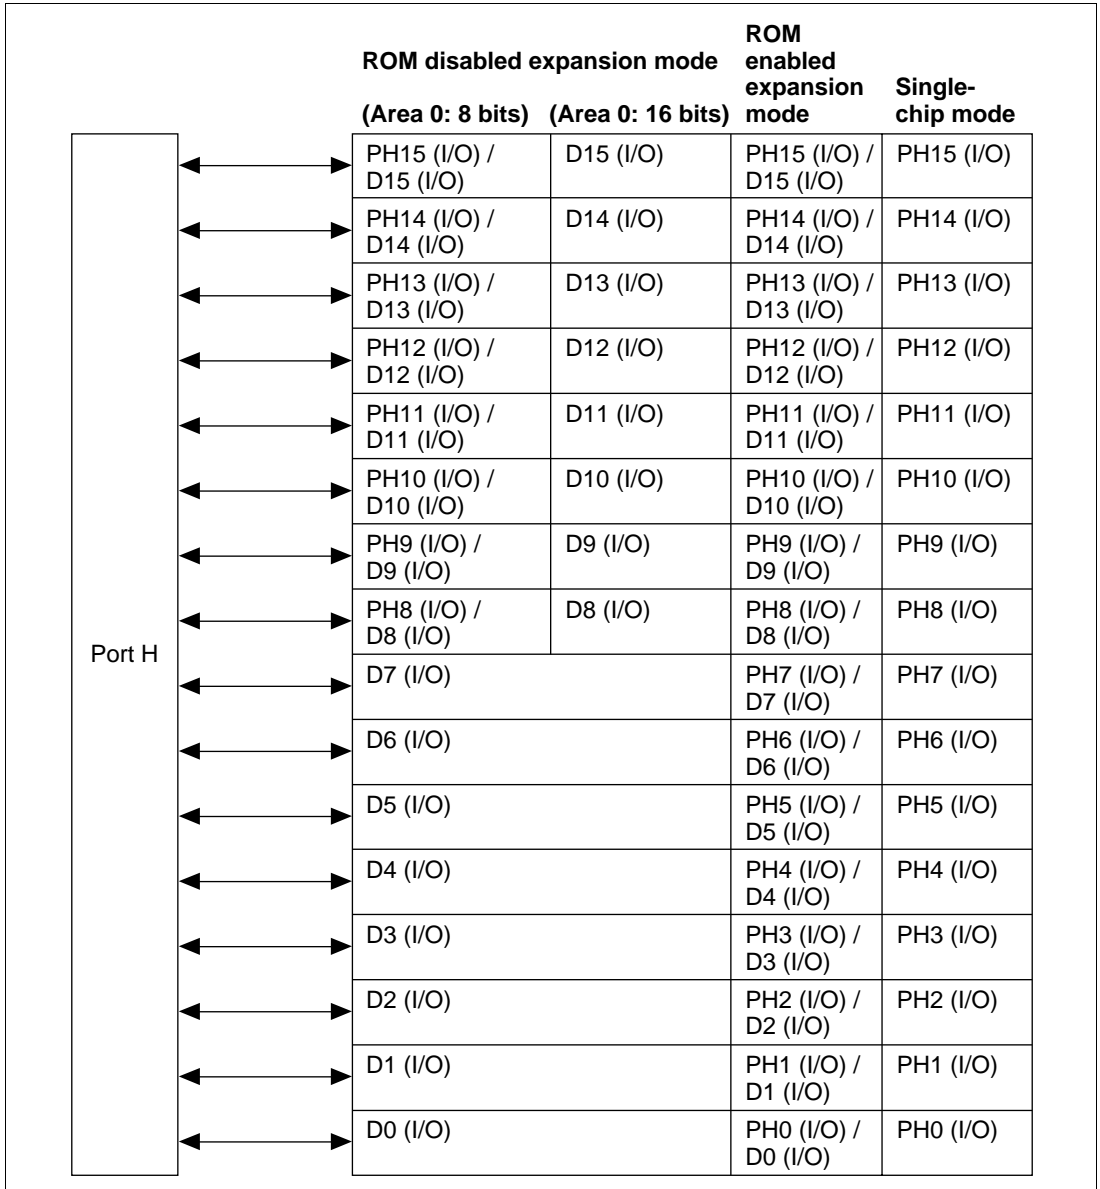 ROM disabled expansion mode
(Area 0: 8 bits) (Area 0: 16 bits)
ROM
enabled
expansion
mode
Single-
chip mode
Port H
PH15 (I/O) / D15 (I/O) PH15 (I/O) / PH15 (I/O)
D15 (I/O) D15 (I/O)
PH14 (I/O) / D14 (I/O) PH14 (I/O) / PH14 (I/O)
D14 (I/O) D14 (I/O)
PH13 (I/O) / D13 (I/O) PH13 (I/O) / PH13 (I/O)
D13 (I/O) D13 (I/O)
PH12 (I/O) / D12 (I/O) PH12 (I/O) / PH12 (I/O)
D12 (I/O) D12 (I/O)
PH11 (I/O) / D11 (I/O) PH11 (I/O) / PH11 (I/O)
D11 (I/O) D11 (I/O)
PH10 (I/O) / D10 (I/O) PH10 (I/O) / PH10 (I/O)
D10 (I/O) D10 (I/O)
PH9 (I/O) / D9 (I/O) PH9 (I/O) / PH9 (I/O)
D9 (I/O) D9 (I/O)
PH8 (I/O) / D8 (I/O) PH8 (I/O) / PH8 (I/O)
D8 (I/O) D8 (I/O)
D7 (I/O) PH7 (I/O) / PH7 (I/O)
D7 (I/O)
D6 (I/O) PH6 (I/O) / PH6 (I/O)
D6 (I/O)
D5 (I/O) PH5 (I/O) / PH5 (I/O)
D5 (I/O)
D4 (I/O) PH4 (I/O) / PH4 (I/O)
D4 (I/O)
D3 (I/O) PH3 (I/O) / PH3 (I/O)
D3 (I/O)
D2 (I/O) PH2 (I/O) / PH2 (I/O)
D2 (I/O)
D1 (I/O) PH1 (I/O) / PH1 (I/O)
D1 (I/O)
D0 (I/O) PH0 (I/O) / PH0 (I/O)
D0 (I/O)